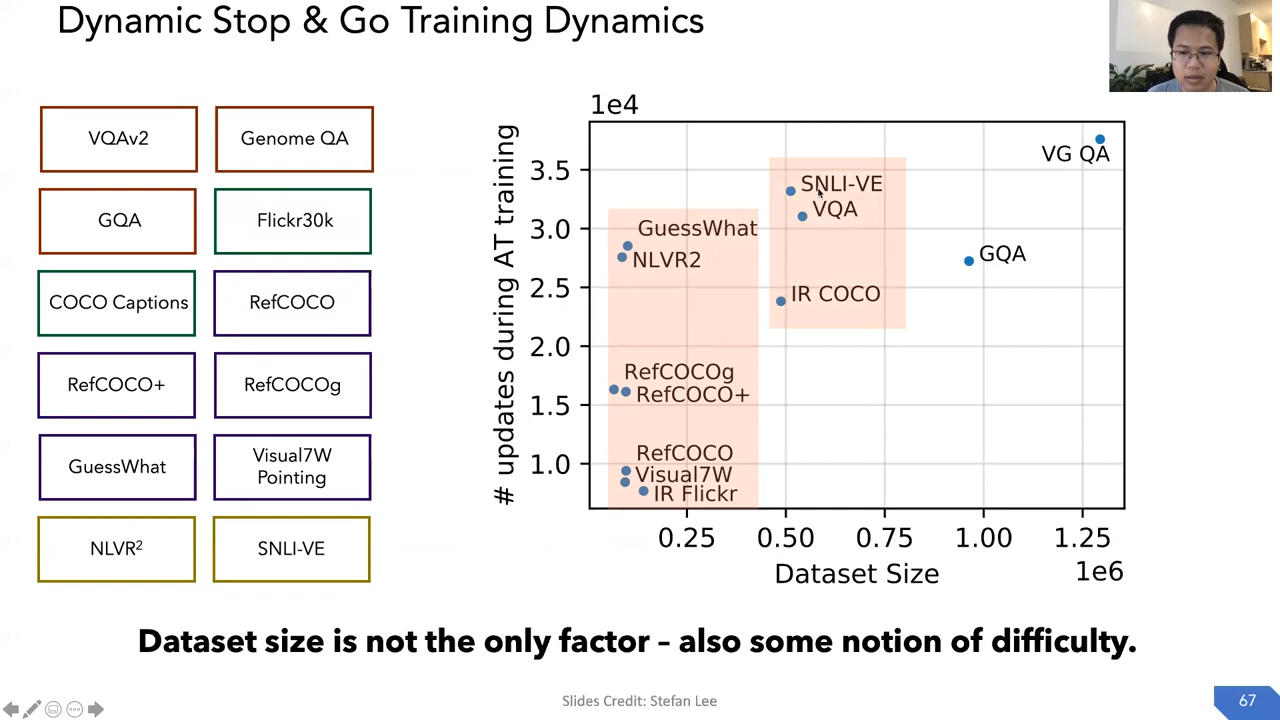 Dynamic Stop & Go Training Dynamics
VQAv2
Genome QA
GQA
Flickr30k
COCO Captions
RefCOCO
RefCOCO+
RefCOCOg
GuessWhat
Visual7W
Pointing
NLVR²
SNLI-VE
1e4
# updates during AT training
3.5
3.0
2.5
2.0
1.5
1.0
VG QA
SNLI-VE
VQA
GuessWhat
NLVR2
GQA
IR COCO
RefCOCOg
RefCOCO+
RefCOCO
Visual7W
IR Flickr
0.25
0.50
0.75
1.00
1.25
Dataset Size
1e6
Dataset size is not the only factor – also some notion of difficulty.
Slides Credit: Stefan Lee
67